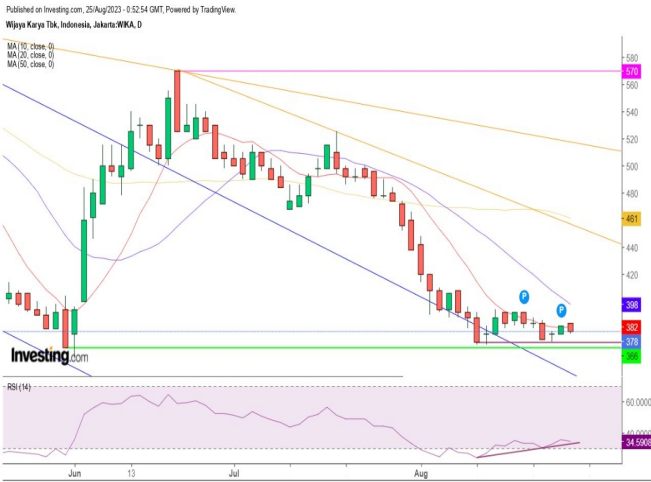 Published on Investing.com, 25/Aug/2023 - 0:52:54 GMT, Powered by TradingView.
Wijaya Karya Tbk, Indonesia, Jakarta:WIKA, D
MA (10, close, 0)
MA (20, close, 0)
MA (50, close, 0)
580
570
560
540
520
500
480
461
440
420
398
382
378
366
P
P
Investing.com
RSI (14)
60.0000
40.0000
34.5908
Jun
13
Jul
Aug